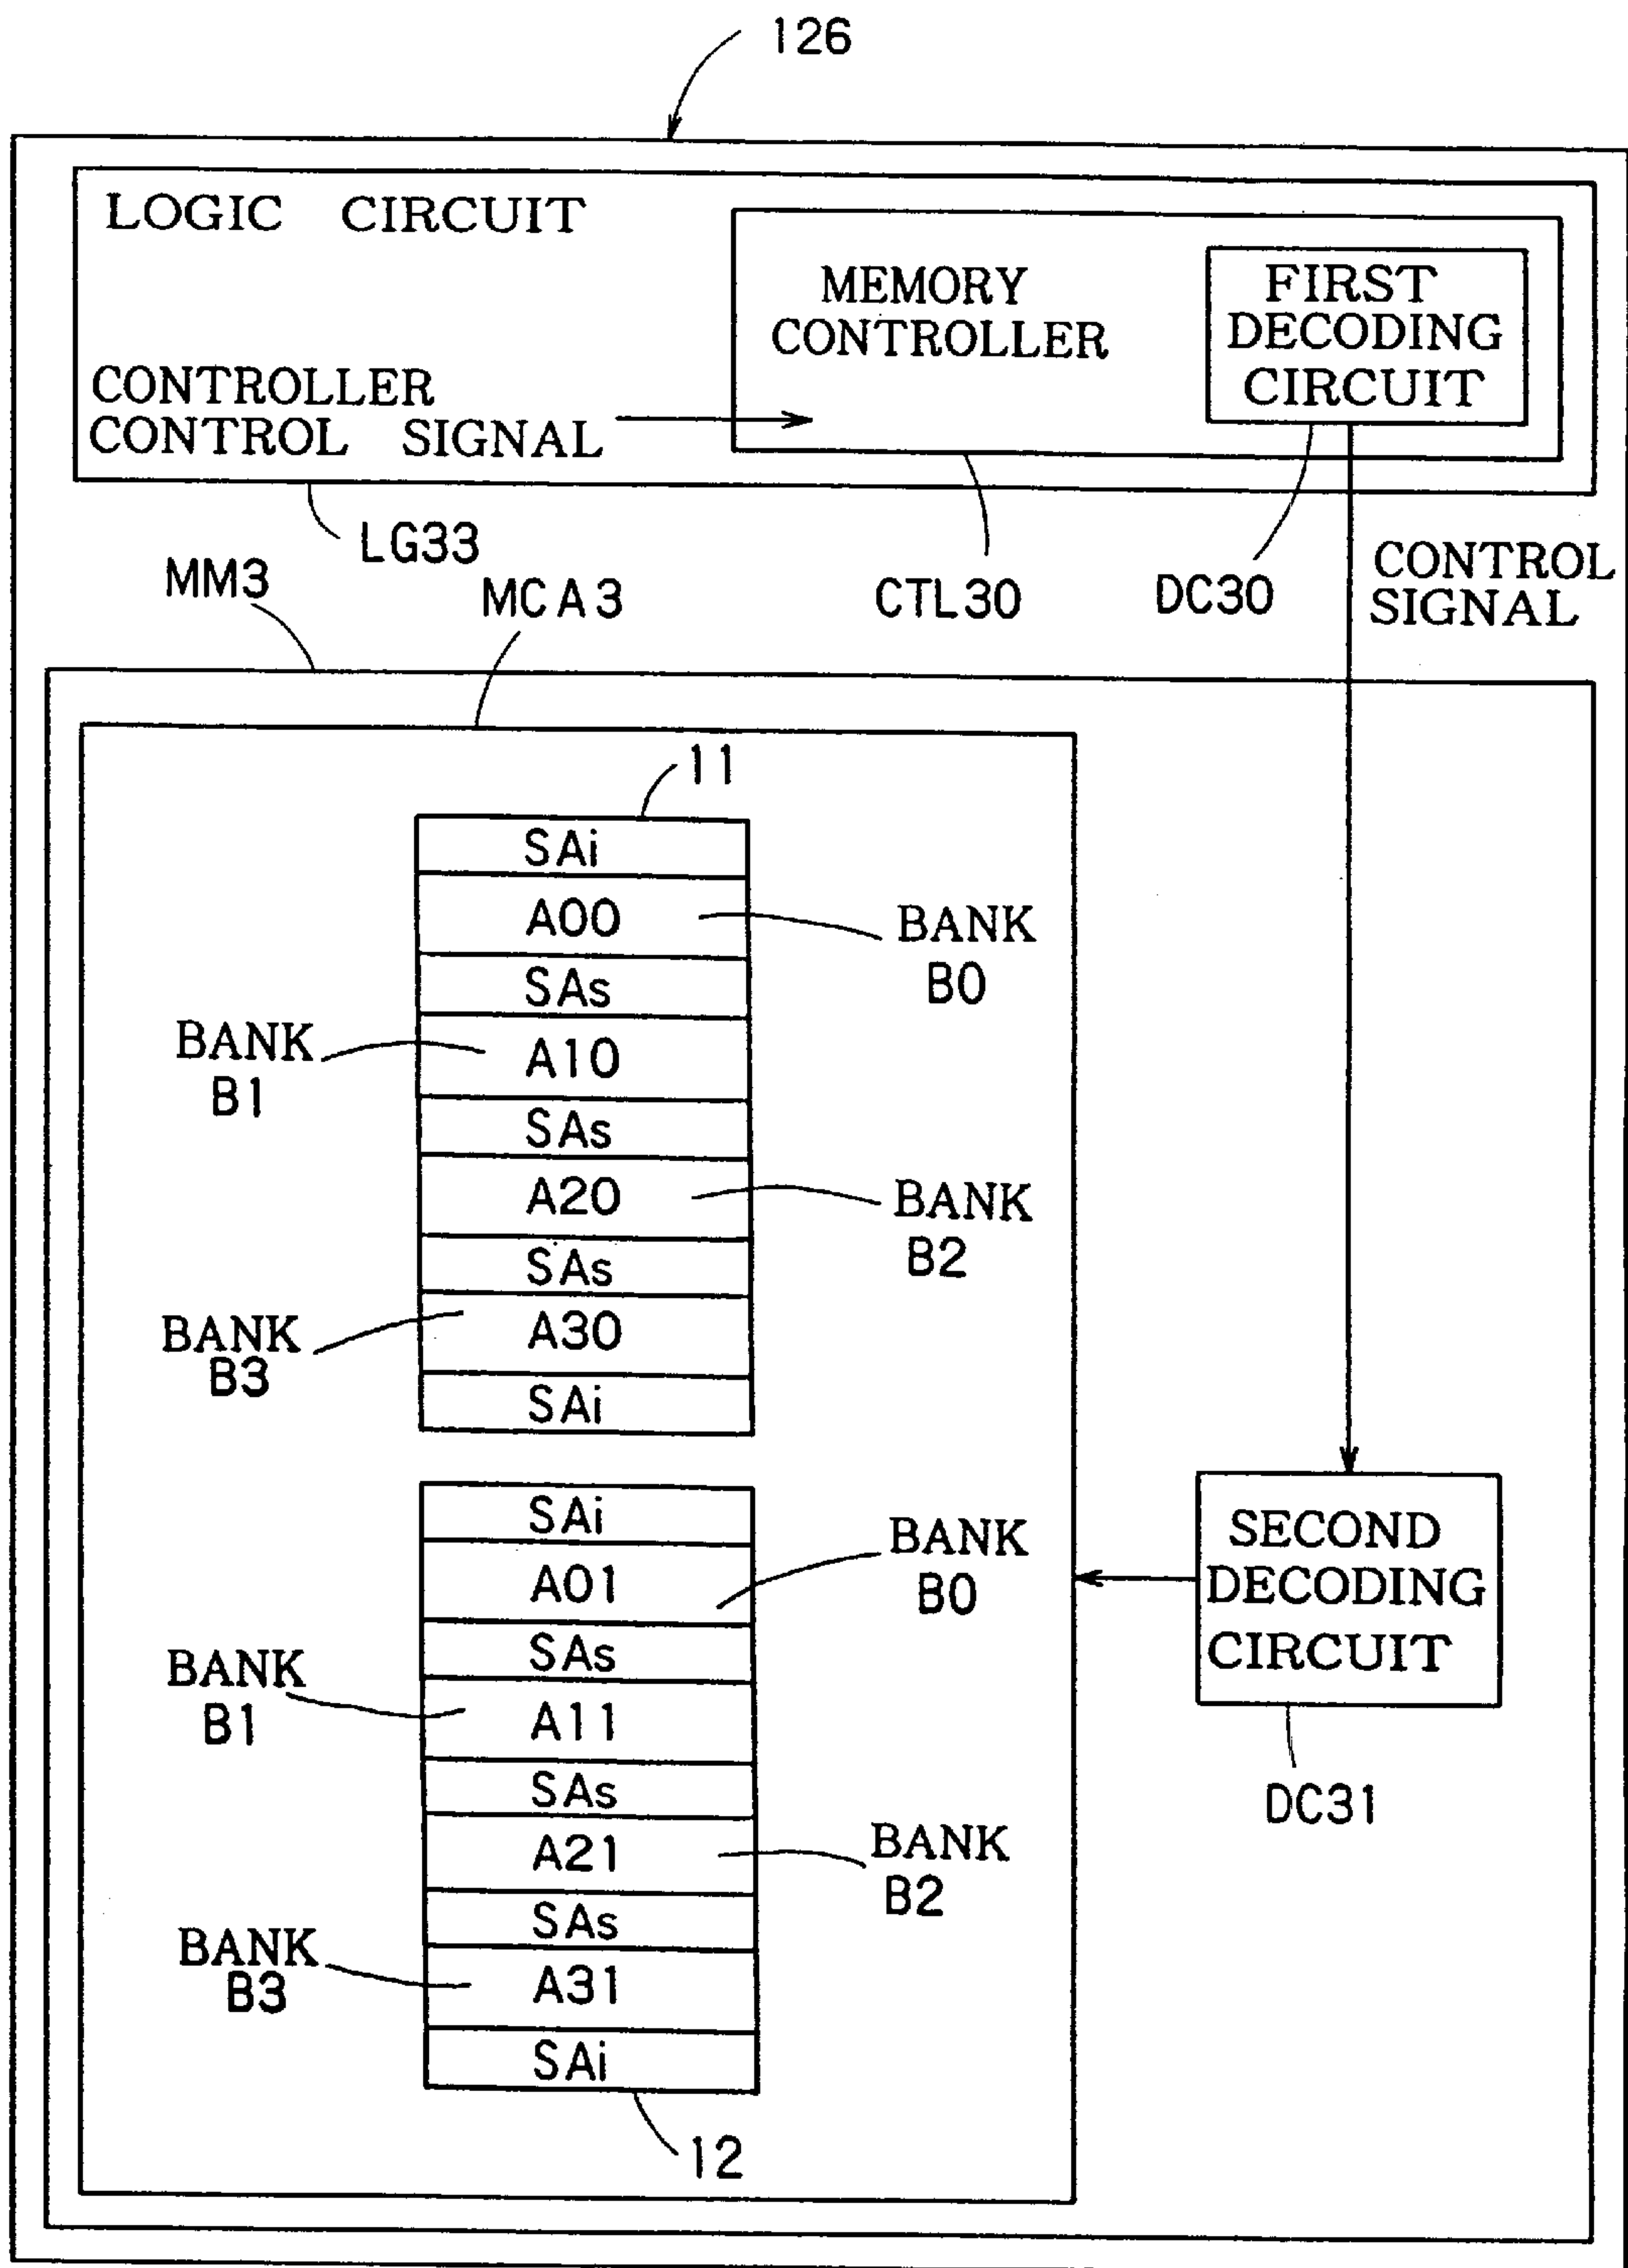 126
LOGIC CIRCUIT
MEMORY
CONTROLLER
FIRST
DECODING
CIRCUIT
CONTROLLER
CONTROL SIGNAL
LG33
MM3
MCA3
CTL30
DC30
CONTROL
SIGNAL
11
SAi
A00
BANK
B0
SAs
BANK
B1
A10
SAs
A20
BANK
B2
SAs
BANK
B3
A30
SAi
SAi
A01
BANK
B0
SAs
BANK
B1
A11
SAs
A21
BANK
B2
SAs
BANK
B3
A31
SAi
12
SECOND
DECODING
CIRCUIT
DC31